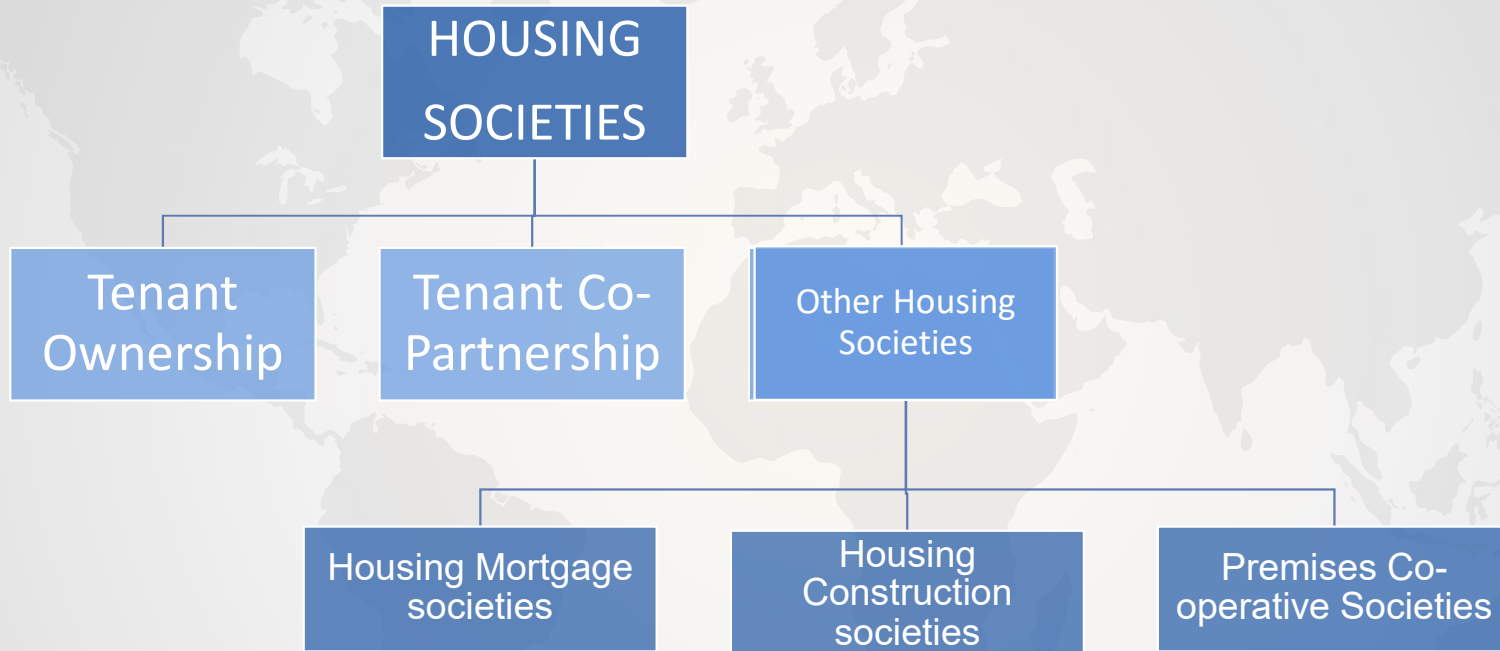 HOUSING
SOCIETIES
Tenant
Ownership
Tenant Co-
Partnership
Other Housing
Societies
Housing Mortgage
societies
Housing
Construction
societies
Premises Co-
operative Societies